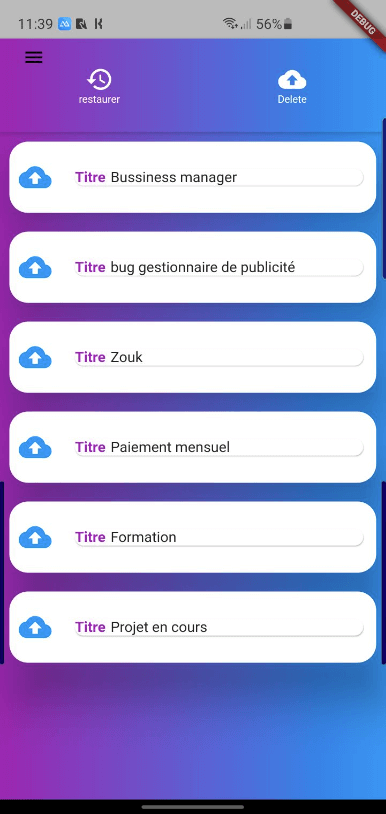 11:39
56%
DEBUG
restaurer
Delete
Titre Bussiness manager
Titre bug gestionnaire de publicité
Titre Zouk
Titre Paiement mensuel
Titre Formation
Titre Projet en cours